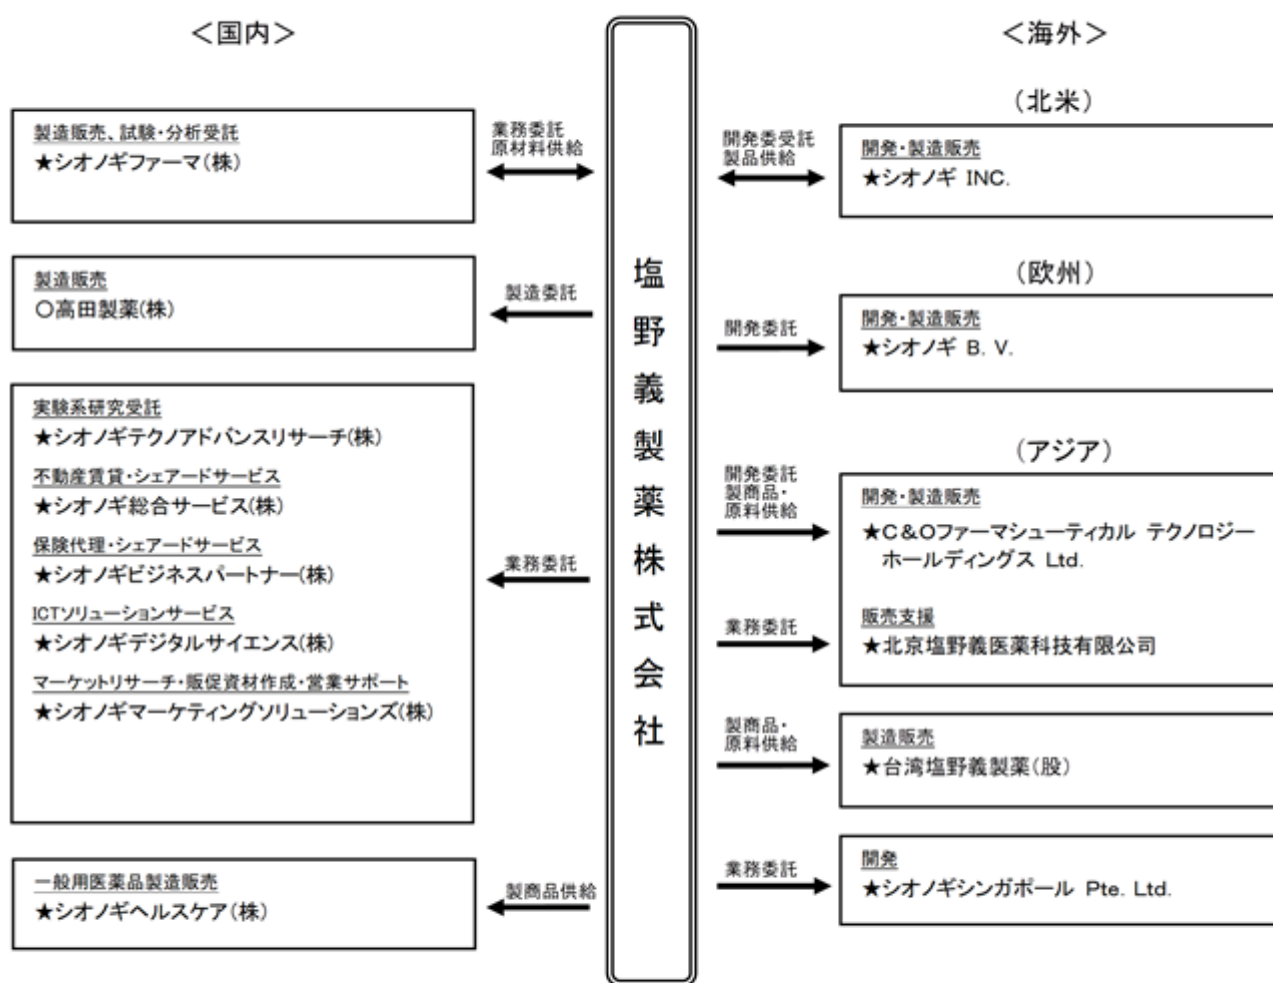 ＜国内＞
製造販売、試験・分析受託
★シオノギファーマ（株）
業務委託
原材料供給
製造販売
○高田製薬(株)
製造委託
実験系研究受託
★シオノギテクノアドバンスリサーチ(株)
不動産賃貸・シェアードサービス
★シオノギ総合サービス(株)
保険代理・シェアードサービス
★シオノギビジネスパートナー(株)
ICTソリューションサービス
★シオノギデジタルサイエンス(株)
マーケットリサーチ・販促資材作成・営業サポート
★シオノギマーケティングソリューションズ(株)
業務委託
一般用医薬品製造販売
★シオノギヘルスケア(株)
製商品供給
塩野義製薬株式会社
＜海外＞
（北米）
開発委受託
製品供給
開発・製造販売
★シオノギ INC.
（欧州）
開発委託
開発・製造販売
★シオノギ B. V.
（アジア）
開発委託
製商品・
原料供給
開発・製造販売
★C＆Oファーマシューティカル テクノロジー
ホールディングス Ltd.
業務委託
販売支援
★北京塩野義医薬科技有限公司
製商品・
原料供給
製造販売
★台湾塩野義製薬(股)
業務委託
開発
★シオノギシンガポール Pte. Ltd.